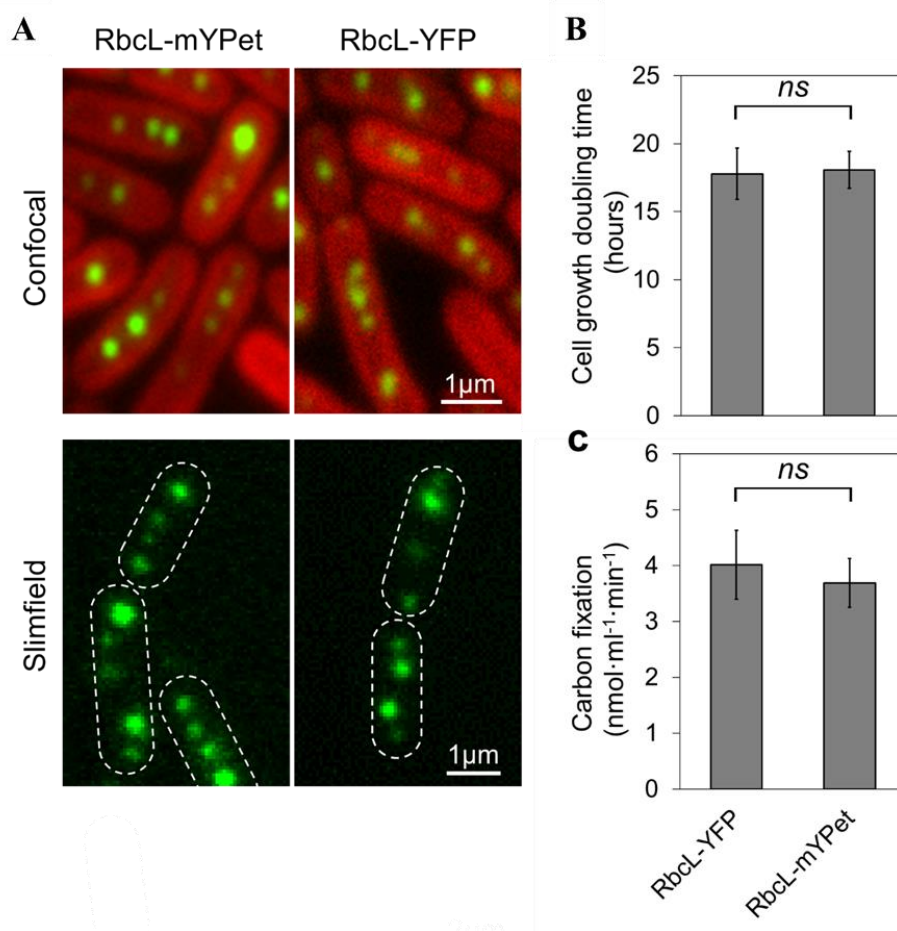 A
RbcL-mYPet
RbcL-YFP
Confocal
1µm
Slimfield
1µm
B
Cell growth doubling time
(hours)
25
20
15
10
5
0
ns
C
Carbon fixation
(nmol·ml⁻¹·min⁻¹)
6
5
4
3
2
1
0
ns
RbcL-YFP
RbcL-mYPet